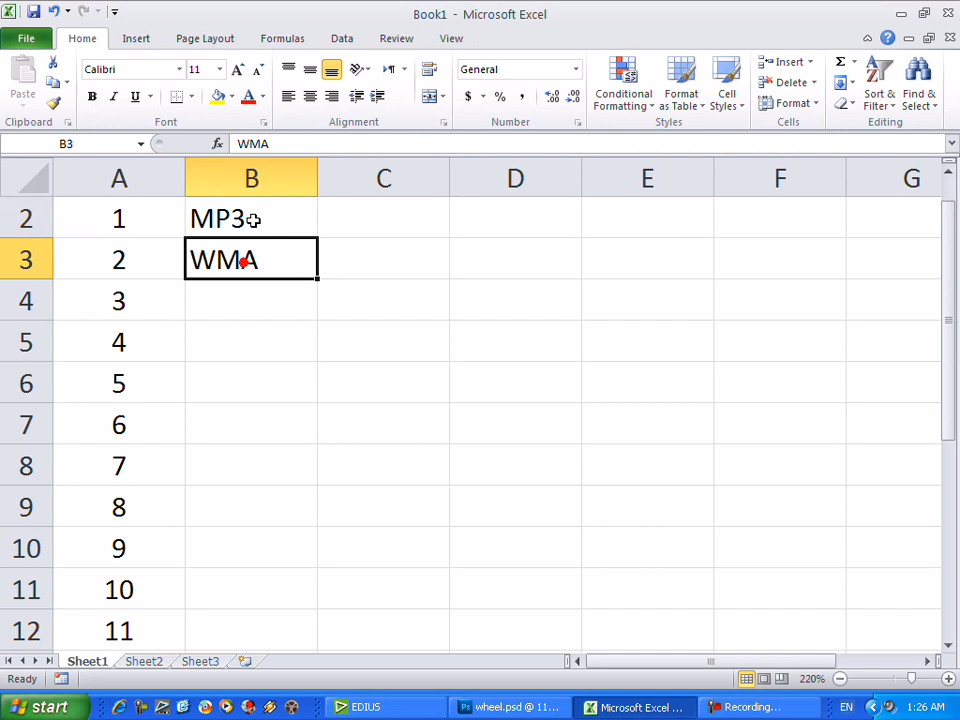 Book1 - Microsoft Excel
File Home Insert Page Layout Formulas Data Review View
Paste
Calibri 11 A A
General
Conditional Formatting
Format as Table
Cell Styles
Insert
Delete
Format
Sort & Filter
Find & Select
B I U A
$ % ,
Clipboard Font Alignment Number Styles Cells Editing
B3 fx WMA
A B C D E F G
2 1 MP3
3 2 WMA
4 3
5 4
6 5
7 6
8 7
9 8
10 9
11 10
12 11
Sheet1 Sheet2 Sheet3
Ready 220%
start EDIUS wheel.psd @ 11... Microsoft Excel ... Recording... EN 1:26 AM